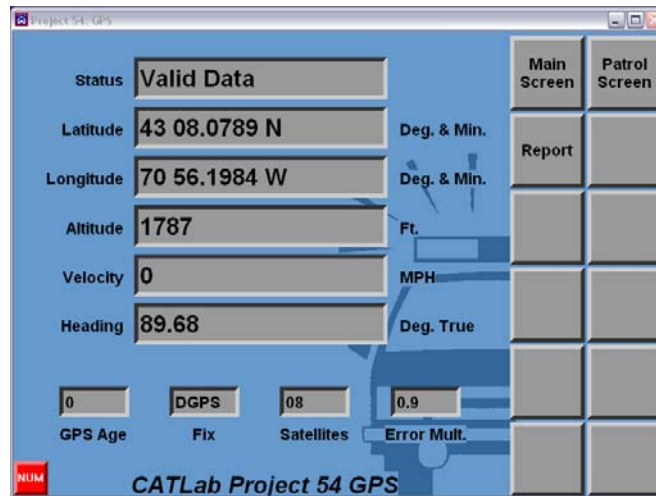 Project 54: GPS
Status Valid Data
Latitude 43 08.0789 N Deg. & Min.
Longitude 70 56.1984 W Deg. & Min.
Altitude 1787 Ft.
Velocity 0 MPH
Heading 89.68 Deg. True
0 DGPS 08 0.9
GPS Age Fix Satellites Error Mult.
NUM
CATLab Project 54 GPS
Main Screen
Patrol Screen
Report